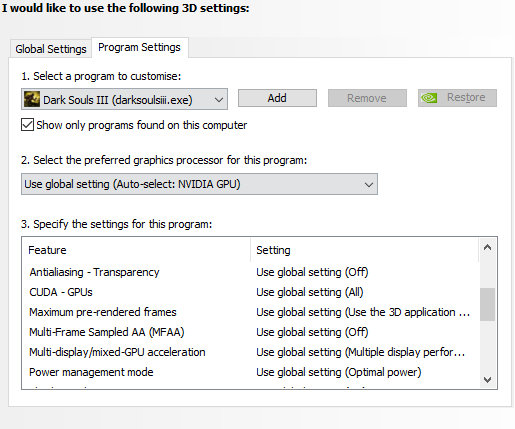 I would like to use the following 3D settings:
Global Settings
Program Settings
1. Select a program to customise:
Dark Souls III (darksoulsiii.exe)
Add
Remove
Restore
Show only programs found on this computer
2. Select the preferred graphics processor for this program:
Use global setting (Auto-select: NVIDIA GPU)
3. Specify the settings for this program:
Feature Setting
Antialiasing - Transparency Use global setting (Off)
CUDA - GPUs Use global setting (All)
Maximum pre-rendered frames Use global setting (Use the 3D application ...
Multi-Frame Sampled AA (MFAA) Use global setting (Off)
Multi-display/mixed-GPU acceleration Use global setting (Multiple display perfor...
Power management mode Use global setting (Optimal power)